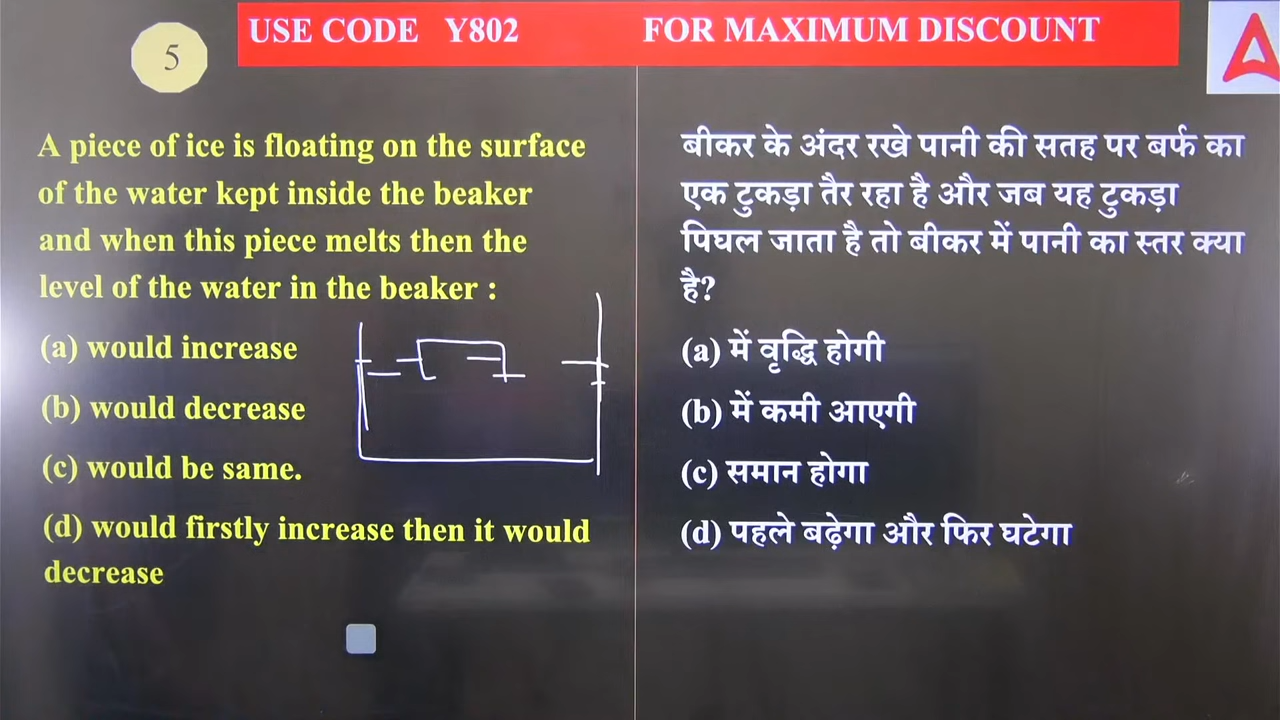 USE CODE Y802 FOR MAXIMUM DISCOUNT
5
A piece of ice is floating on the surface
of the water kept inside the beaker
and when this piece melts then the
level of the water in the beaker :
(a) would increase
(b) would decrease
(c) would be same.
(d) would firstly increase then it would
decrease
बीकर के अंदर रखे पानी की सतह पर बर्फ का
एक टुकड़ा तैर रहा है और जब यह टुकड़ा
पिघल जाता है तो बीकर में पानी का स्तर क्या
है?
(a) में वृद्धि होगी
(b) में कमी आएगी
(c) समान होगा
(d) पहले बढ़ेगा और फिर घटेगा